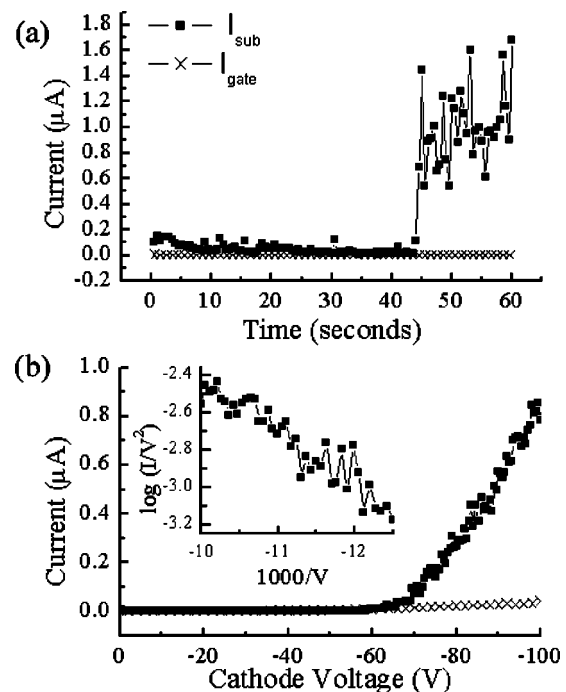 (a)
I sub
I gate
1.8
1.6
1.4
1.2
1.0
0.8
0.6
0.4
0.2
0.0
-0.2
Current (μA)
0 10 20 30 40 50 60
Time (seconds)
(b)
1.0
0.8
0.6
0.4
0.2
0.0
Current (μA)
-2.4
-2.6
-2.8
-3.0
-3.2
log (I/V²)
-10 -11 -12
1000/V
0 -20 -40 -60 -80 -100
Cathode Voltage (V)